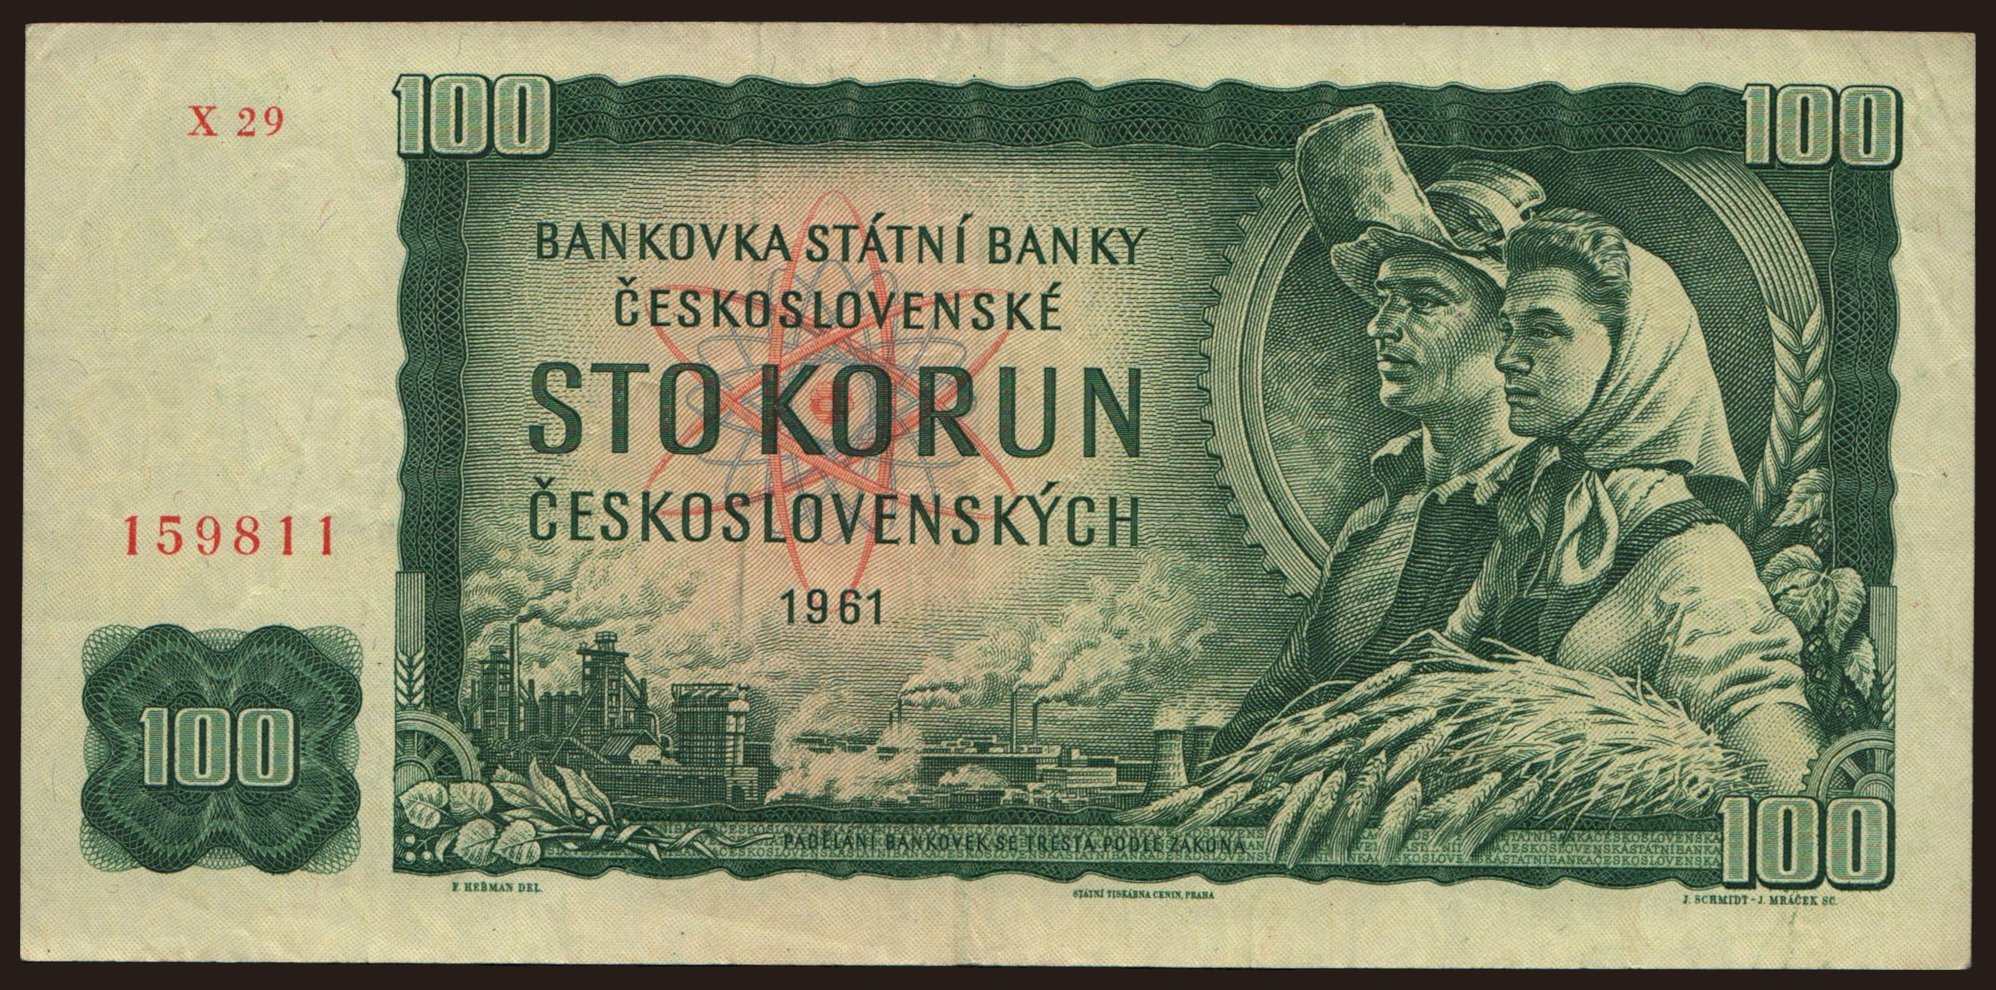 X 29
100
100
BANKOVKA STÁTNÍ BANKY
ČESKOSLOVENSKÉ
STO KORUN
ČESKOSLOVENSKÝCH
1961
159811
100
PADĚLÁNÍ BANKOVEK SE TRESTÁ PODLE ZÁKONA
100
F. HEŘMAN DEL.
STÁTNÍ TISKÁRNA CENIN, PRAHA
J. SCHMIDT - J. MRÁČEK SC.